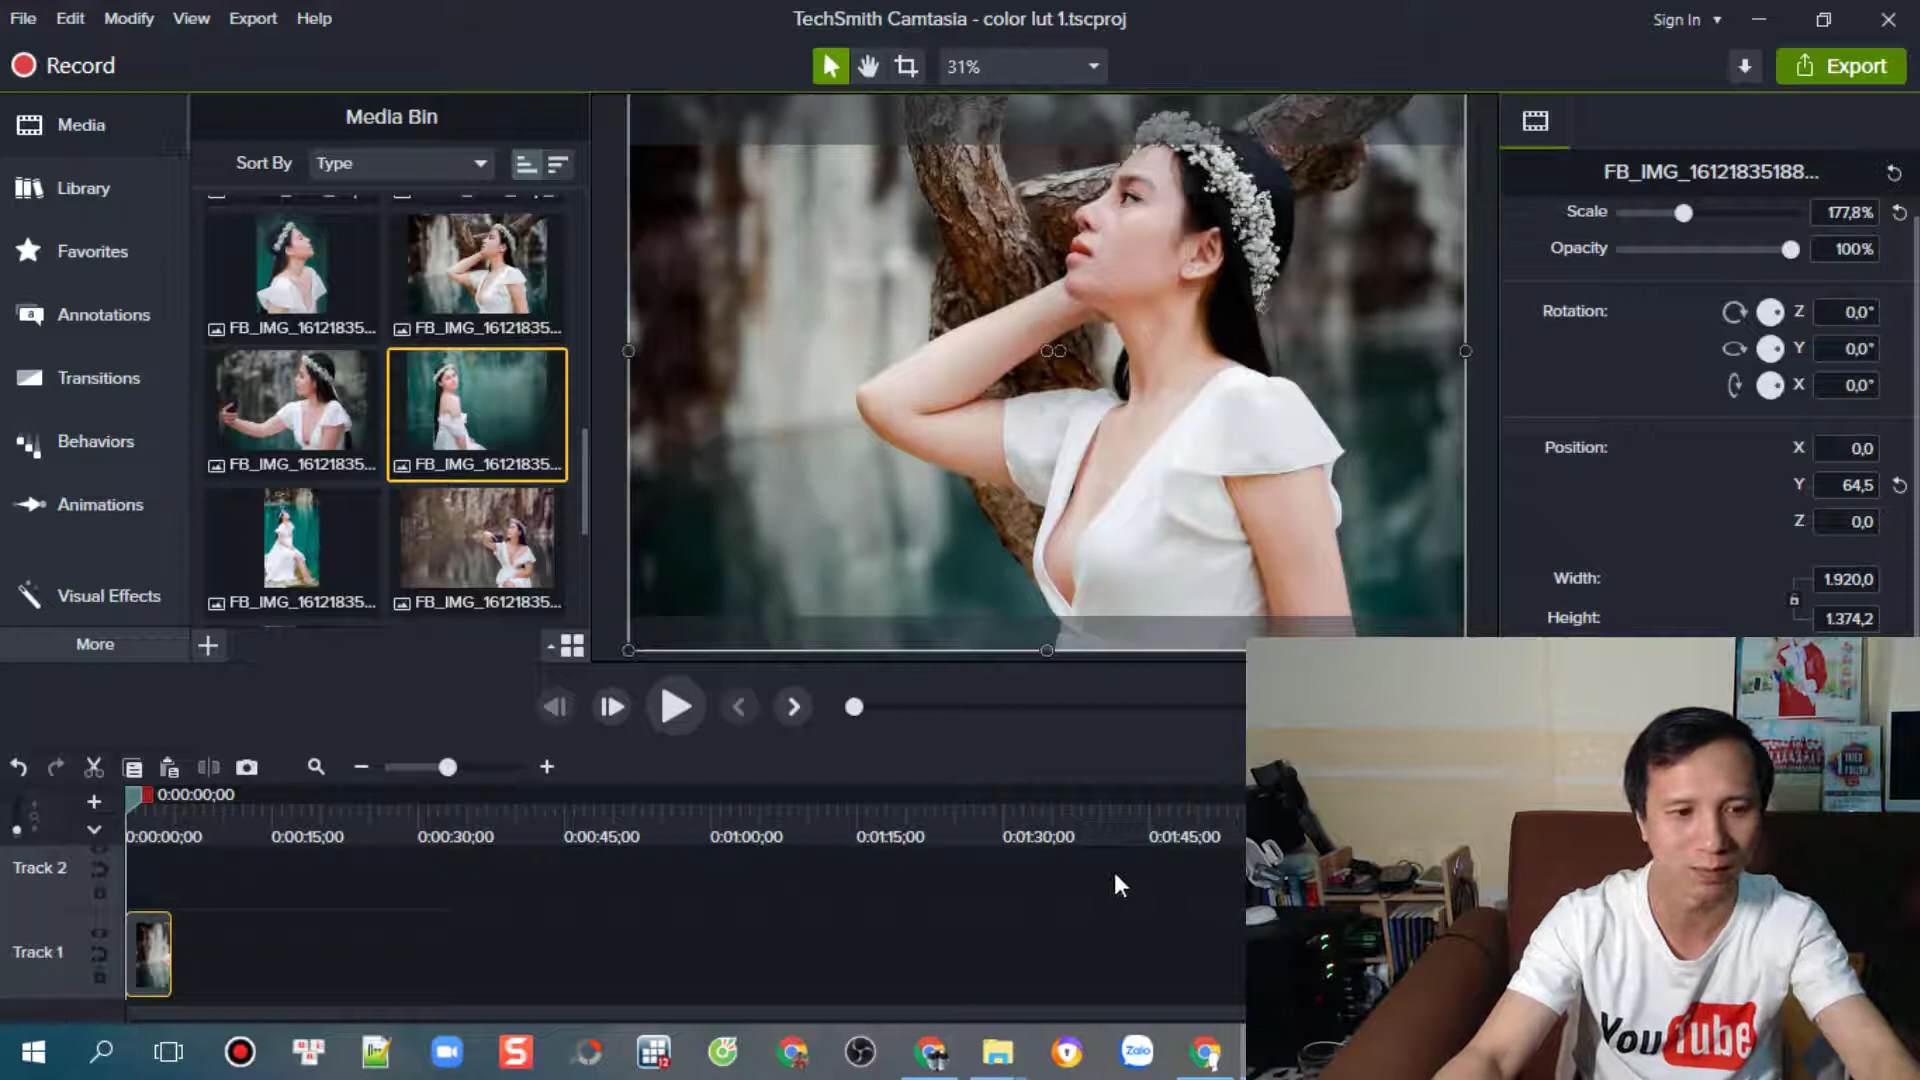 File Edit Modify View Export Help
TechSmith Camtasia - color lut 1.tscproj
Sign In
Record
31%
Export
Media
Library
Favorites
Annotations
Transitions
Behaviors
Animations
Visual Effects
More
Media Bin
Sort By Type
FB_IMG_16121835... FB_IMG_16121835...
FB_IMG_16121835... FB_IMG_16121835...
FB_IMG_16121835... FB_IMG_16121835...
FB_IMG_16121835188...
Scale 177,8%
Opacity 100%
Rotation: Z 0,0°
Y 0,0°
X 0,0°
Position: X 0,0
Y 64,5
Z 0,0
Width: 1.920,0
Height: 1.374,2
0:00:00;00
0:00:00;00 0:00:15;00 0:00:30;00 0:00:45;00 0:01:00;00 0:01:15;00 0:01:30;00 0:01:45;00
Track 2
Track 1
Zalo
YouTube